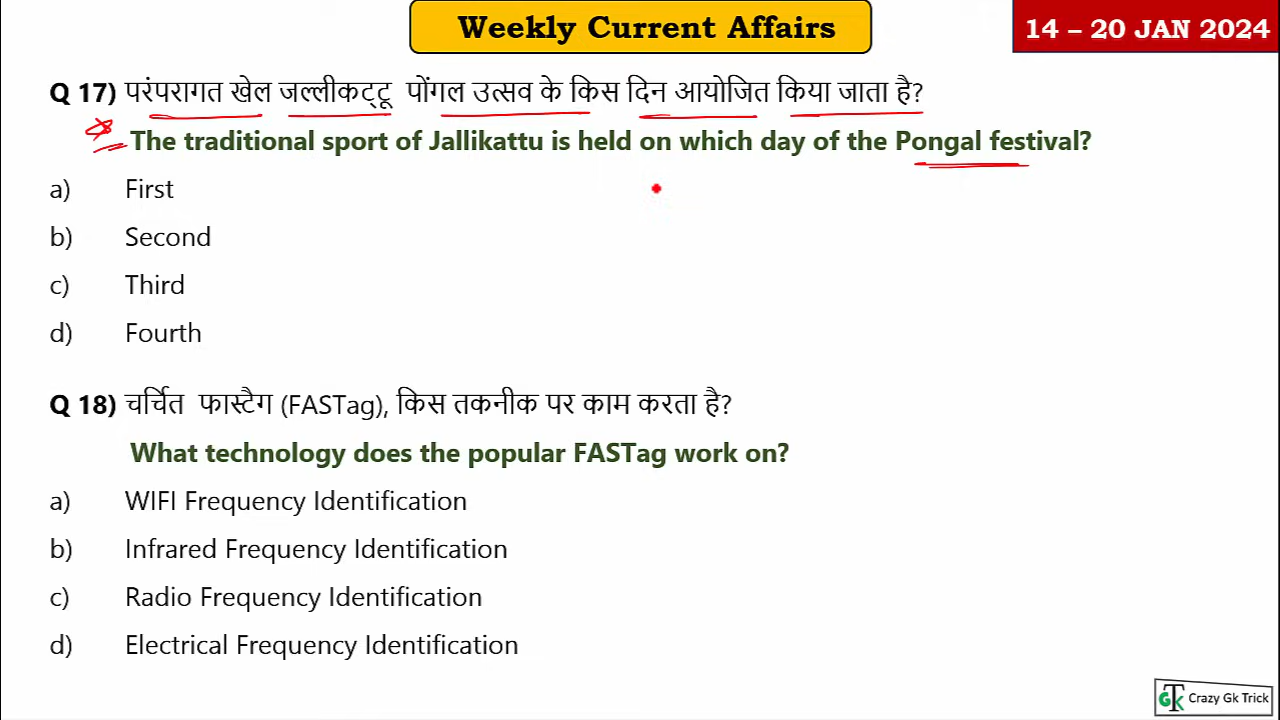 Weekly Current Affairs
14 – 20 JAN 2024
Q 17) परंपरागत खेल जल्लीकट्टू पोंगल उत्सव के किस दिन आयोजित किया जाता है?
The traditional sport of Jallikattu is held on which day of the Pongal festival?
a) First
b) Second
c) Third
d) Fourth
Q 18) चर्चित फास्टैग (FASTag), किस तकनीक पर काम करता है?
What technology does the popular FASTag work on?
a) WIFI Frequency Identification
b) Infrared Frequency Identification
c) Radio Frequency Identification
d) Electrical Frequency Identification
GTK Crazy Gk Trick